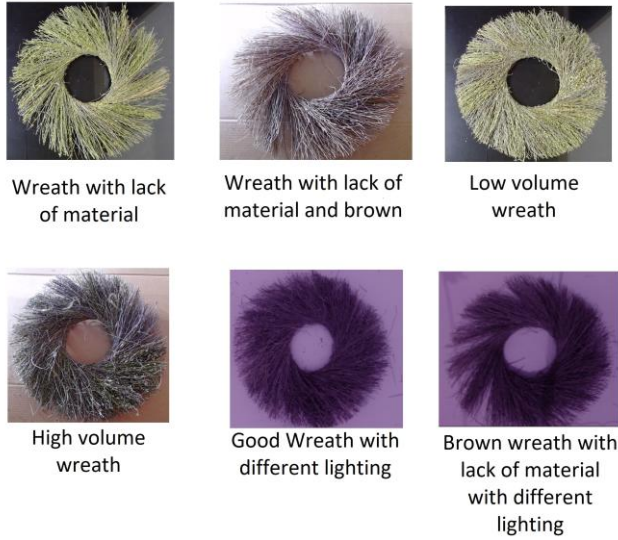 Wreath with lack
of material
Wreath with lack of
material and brown
Low volume
wreath
High volume
wreath
Good Wreath with
different lighting
Brown wreath with
lack of material
with different
lighting